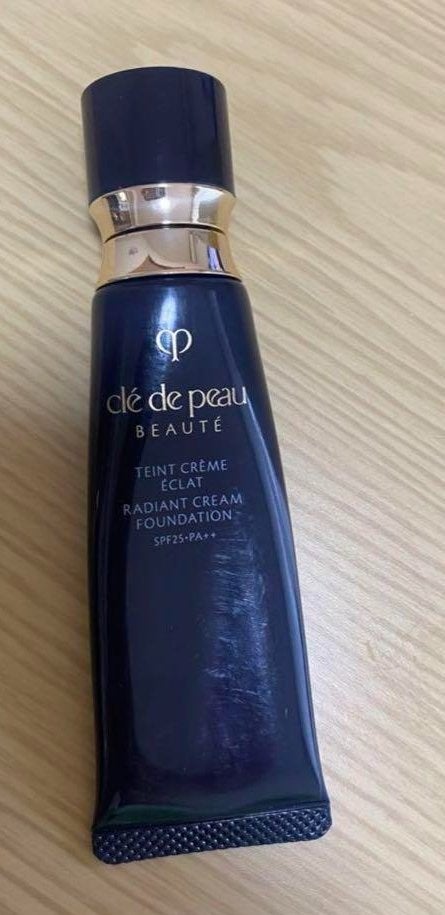 clé de peau
BEAUTÉ
TEINT CRÈME
ÉCLAT
RADIANT CREAM
FOUNDATION
SPF25・PA++